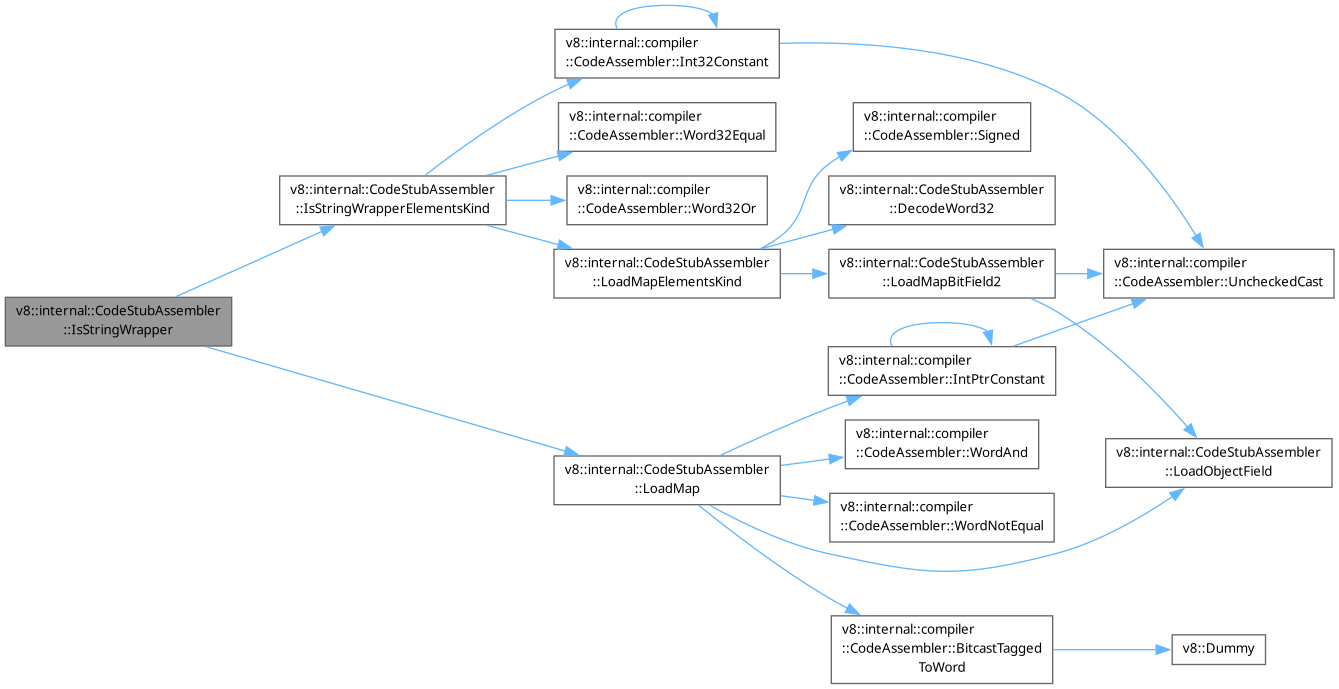 v8::internal::CodeStubAssembler
::IsStringWrapper
v8::internal::CodeStubAssembler
::IsStringWrapperElementsKind
v8::internal::compiler
::CodeAssembler::Int32Constant
v8::internal::compiler
::CodeAssembler::Word32Equal
v8::internal::compiler
::CodeAssembler::Word32Or
v8::internal::CodeStubAssembler
::LoadMapElementsKind
v8::internal::compiler
::CodeAssembler::Signed
v8::internal::CodeStubAssembler
::DecodeWord32
v8::internal::CodeStubAssembler
::LoadMapBitField2
v8::internal::compiler
::CodeAssembler::UncheckedCast
v8::internal::compiler
::CodeAssembler::IntPtrConstant
v8::internal::compiler
::CodeAssembler::WordAnd
v8::internal::CodeStubAssembler
::LoadObjectField
v8::internal::CodeStubAssembler
::LoadMap
v8::internal::compiler
::CodeAssembler::WordNotEqual
v8::internal::compiler
::CodeAssembler::BitcastTagged
ToWord
v8::Dummy